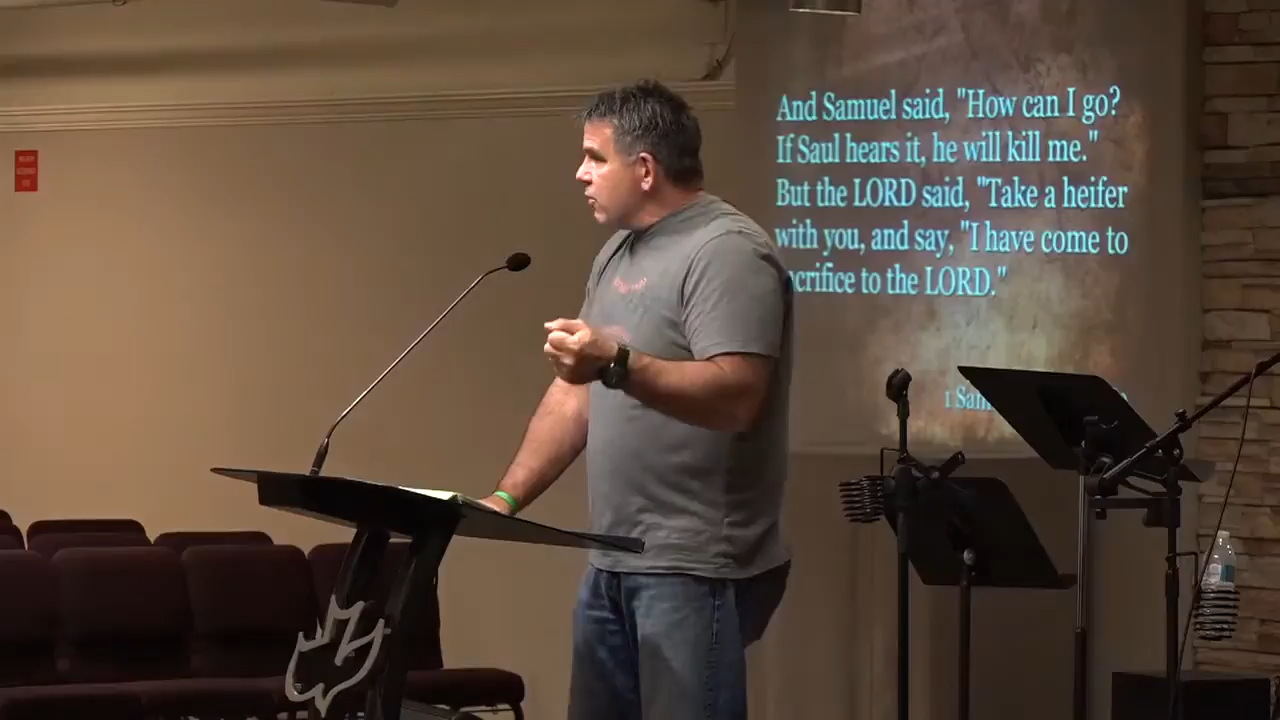 And Samuel said, "How can I go?
If Saul hears it, he will kill me."
But the LORD said, "Take a heifer
with you, and say, "I have come to
acrifice to the LORD."
1 Sam